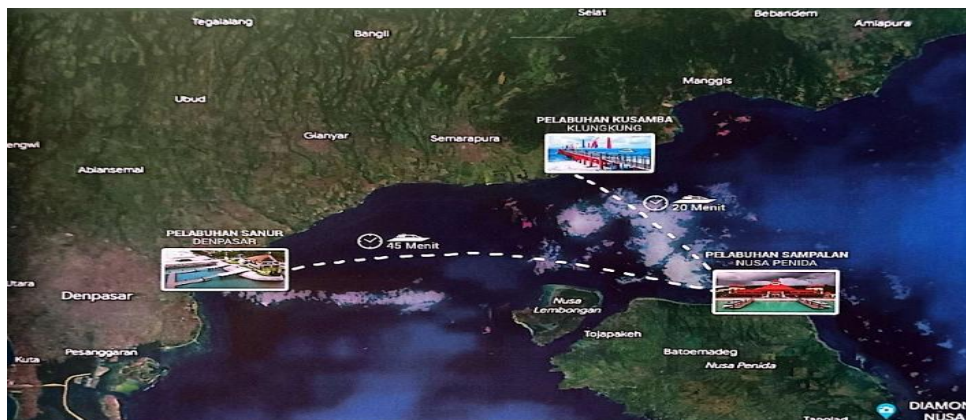 Selat
Bebandem
Tegalalang
Bangli
Amlapura
Manggis
Ubud
PELABUHAN KUSAMBA
KLUNGKUNG
Gianyar
Semarapura
engwi
Abiansemal
20 Menit
PELABUHAN SANUR
DENPASAR
45 Menit
PELABUHAN SAMPALAN
NUSA PENIDA
Utara
Denpasar
Nusa
Lembongan
Tojapakeh
Kuta
Pesanggaran
Batoemadeg
Nusa Penida
DIAMON
NUSA